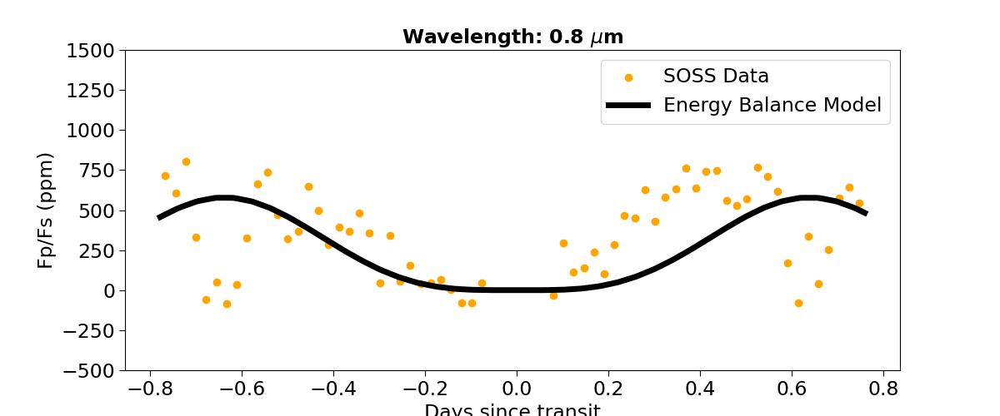 Wavelength: 0.8 μm
SOSS Data
Energy Balance Model
Fp/Fs (ppm)
1500
1250
1000
750
500
250
0
−250
−500
−0.8 −0.6 −0.4 −0.2 0.0 0.2 0.4 0.6 0.8
Days since transit